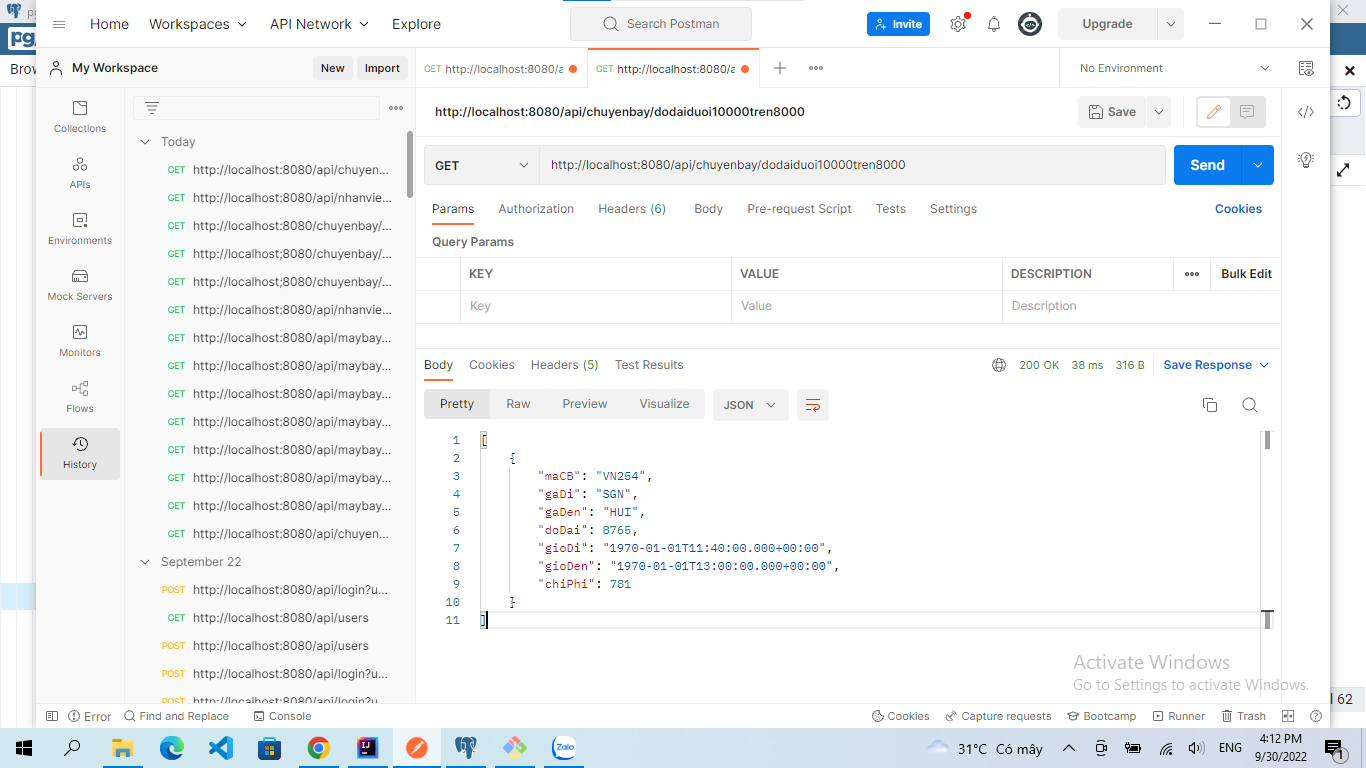 pg
Home
Workspaces
API Network
Explore
Search Postman
Invite
Upgrade
pg
Brow
My Workspace
New
Import
GET http://localhost:8080/a
GET http://localhost:8080/a
No Environment
Collections
APIs
Environments
Mock Servers
Monitors
Flows
History
Today
GET http://localhost:8080/api/chuyen...
GET http://localhost:8080/api/nhanvie...
GET http://localhost:8080/chuyenbay/...
GET http://localhost:8080/chuyenbay/...
GET http://localhost:8080/chuyenbay/...
GET http://localhost:8080/api/nhanvie...
GET http://localhost:8080/api/maybay...
GET http://localhost:8080/api/maybay...
GET http://localhost:8080/api/maybay...
GET http://localhost:8080/api/maybay...
GET http://localhost:8080/api/maybay...
GET http://localhost:8080/api/maybay...
GET http://localhost:8080/api/maybay...
GET http://localhost:8080/api/chuyen...
September 22
POST http://localhost:8080/api/login?u...
GET http://localhost:8080/api/users
POST http://localhost:8080/api/users
POST http://localhost:8080/api/login?u...
POST http://localhost:8080/api/login?u
http://localhost:8080/api/chuyenbay/dodaiduoi10000tren8000
Save
GET
http://localhost:8080/api/chuyenbay/dodaiduoi10000tren8000
Send
Params
Authorization
Headers (6)
Body
Pre-request Script
Tests
Settings
Cookies
Query Params
KEY
VALUE
DESCRIPTION
Bulk Edit
Key
Value
Description
Body
Cookies
Headers (5)
Test Results
200 OK
38 ms
316 B
Save Response
Pretty
Raw
Preview
Visualize
JSON
1 [
2 {
3 "maCB": "VN254",
4 "gaDi": "SGN",
5 "gaDen": "HUI",
6 "doDai": 8765,
7 "gioDi": "1970-01-01T11:40:00.000+00:00",
8 "gioDen": "1970-01-01T13:00:00.000+00:00",
9 "chiPhi": 781
10 }
11 ]
Activate Windows
Go to Settings to activate Windows.
l 62
Error
Find and Replace
Console
Cookies
Capture requests
Bootcamp
Runner
Trash
Zalo
31°C Có mây
ENG
4:12 PM
9/30/2022
1